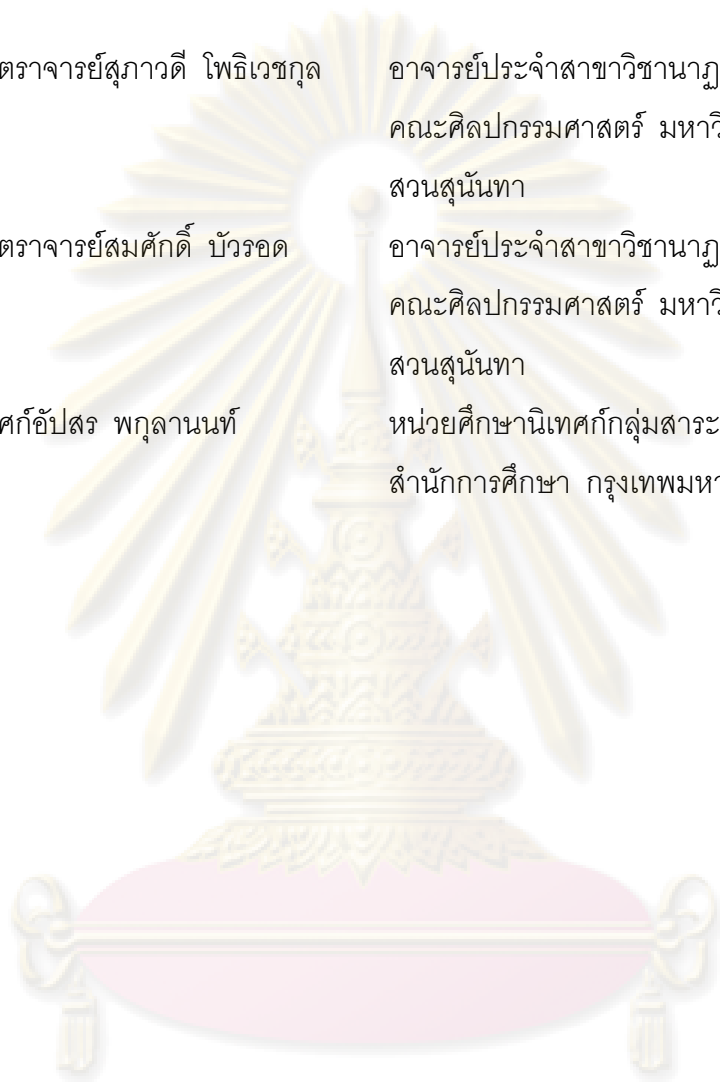 ตราจารย์สุภาวดี โพธิเวชกุล อาจารย์ประจำสาขาวิชานาฏ
คณะศิลปกรรมศาสตร์ มหาวิ
สวนสุนันทา
ตราจารย์สมศักดิ์ บัวรอด อาจารย์ประจำสาขาวิชานาฏ
คณะศิลปกรรมศาสตร์ มหาวิ
สวนสุนันทา
ศก์อัปสร พกุลานนท์ หน่วยศึกษานิเทศก์กลุ่มสาระ
สำนักการศึกษา กรุงเทพมหา